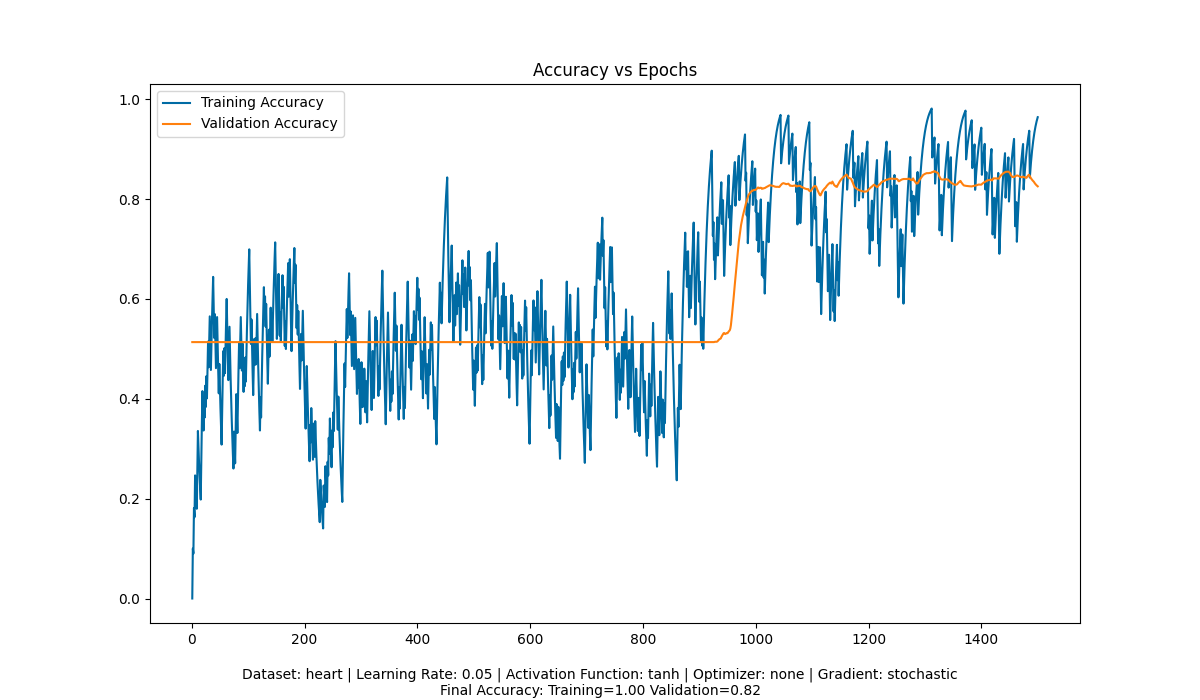 Accuracy vs Epochs
Training Accuracy
Validation Accuracy
1.0
0.8
0.6
0.4
0.2
0.0
0 200 400 600 800 1000 1200 1400
Dataset: heart | Learning Rate: 0.05 | Activation Function: tanh | Optimizer: none | Gradient: stochastic
Final Accuracy: Training=1.00 Validation=0.82